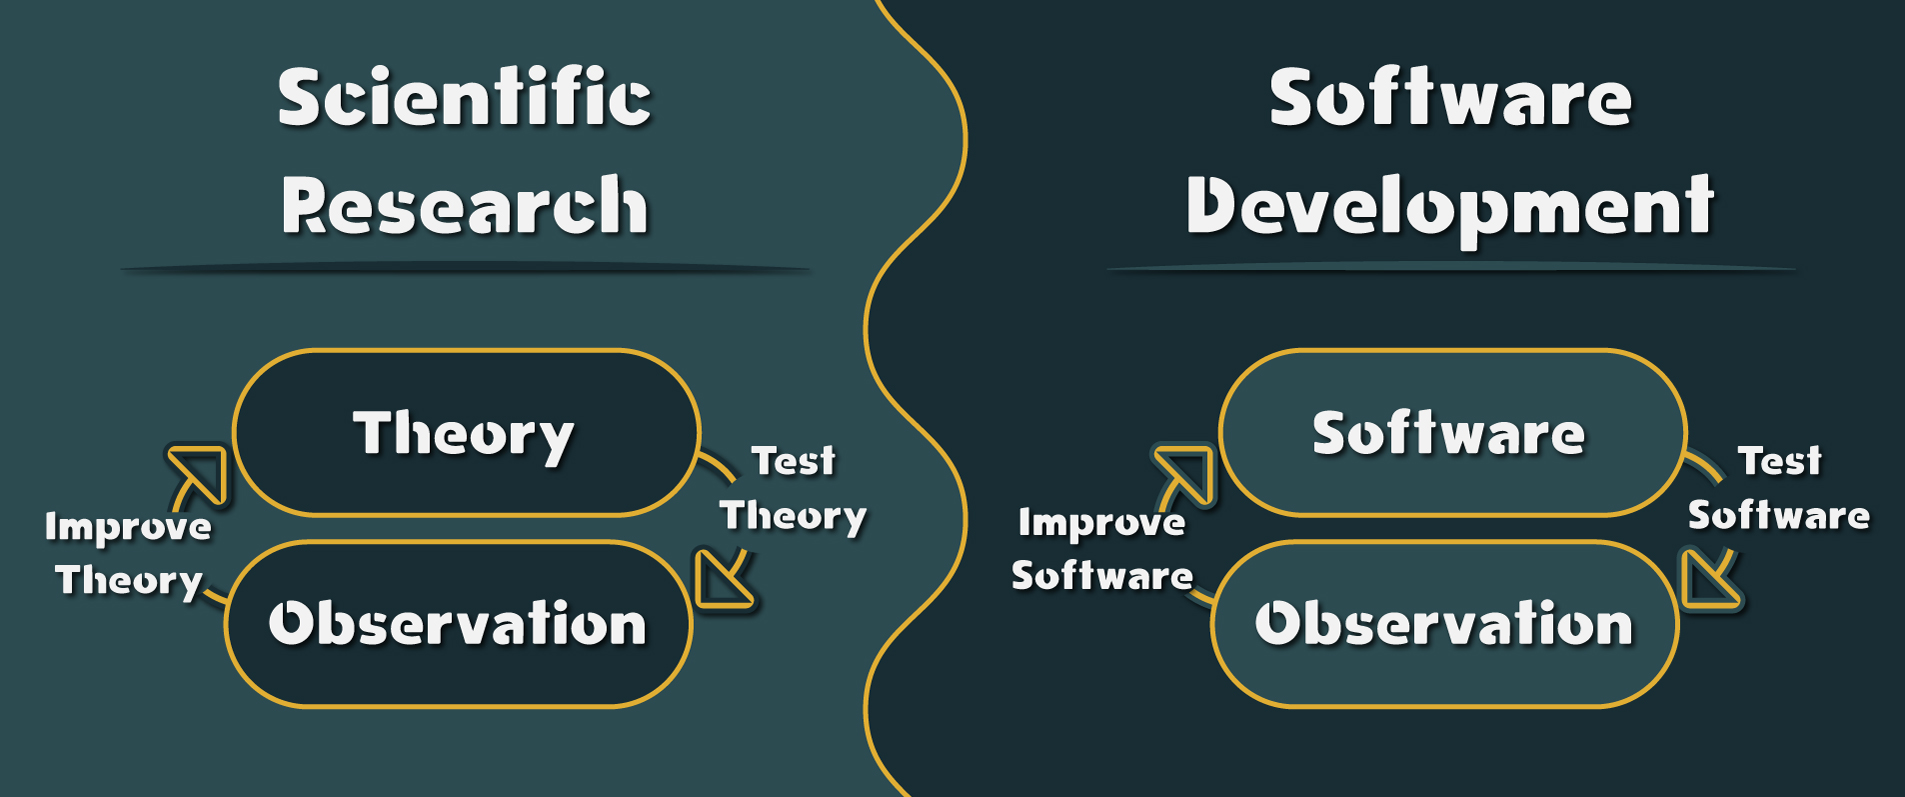 Scientific
Research
Theory
Test
Theory
Improve
Theory
Observation
Software
Development
Software
Test
Software
Improve
Software
Observation